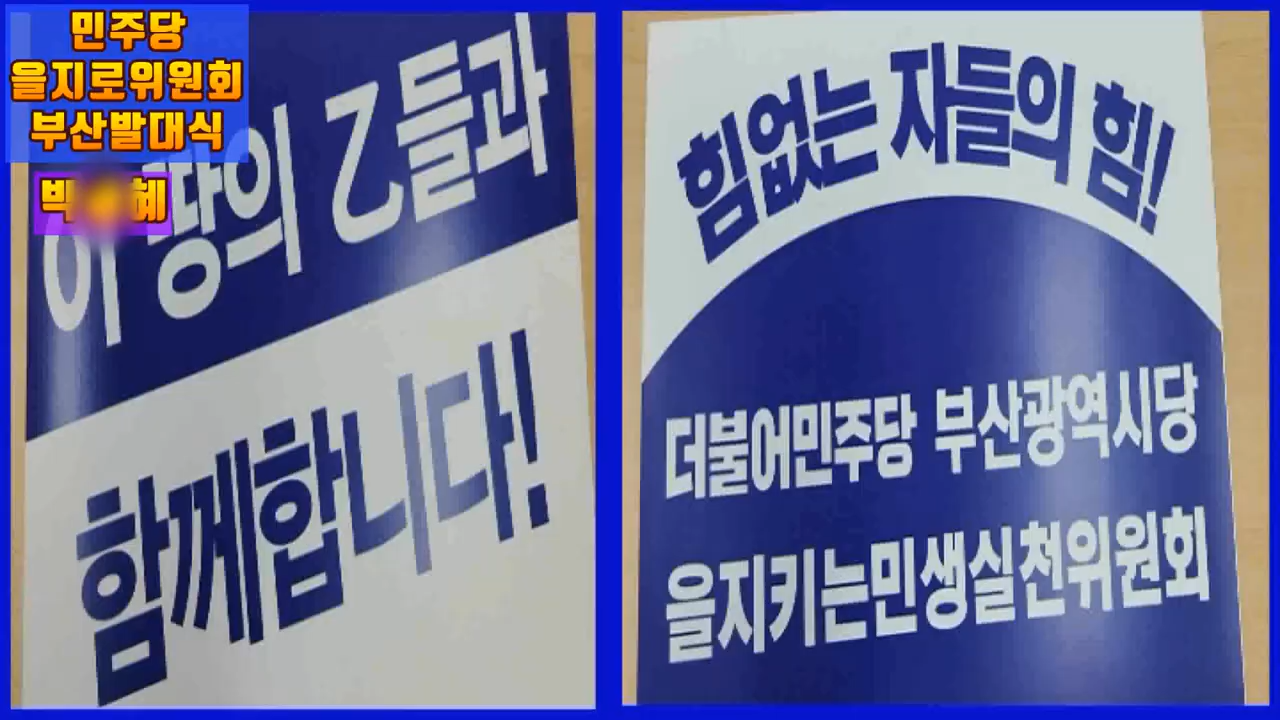 민주당
을지로위원회
부산발대식
이 땅의 乙들과
함께합니다!
힘없는 자들의 힘!
더불어민주당 부산광역시당
을지키는민생실천위원회